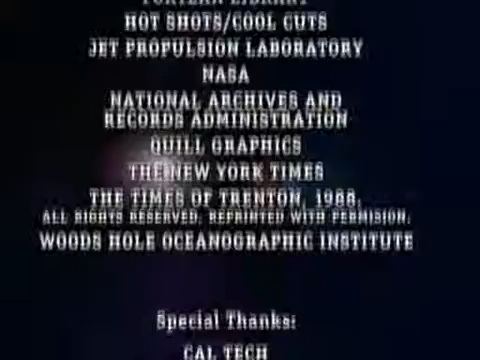 FORTEAN LIBRARY
HOT SHOTS/COOL CUTS
JET PROPULSION LABORATORY
NASA
NATIONAL ARCHIVES AND
RECORDS ADMINISTRATION
QUILL GRAPHICS
THE NEW YORK TIMES
THE TIMES OF TRENTON, 1988,
ALL RIGHTS RESERVED, REPRINTED WITH PERMISION.
WOODS HOLE OCEANOGRAPHIC INSTITUTE
Special Thanks:
CAL TECH